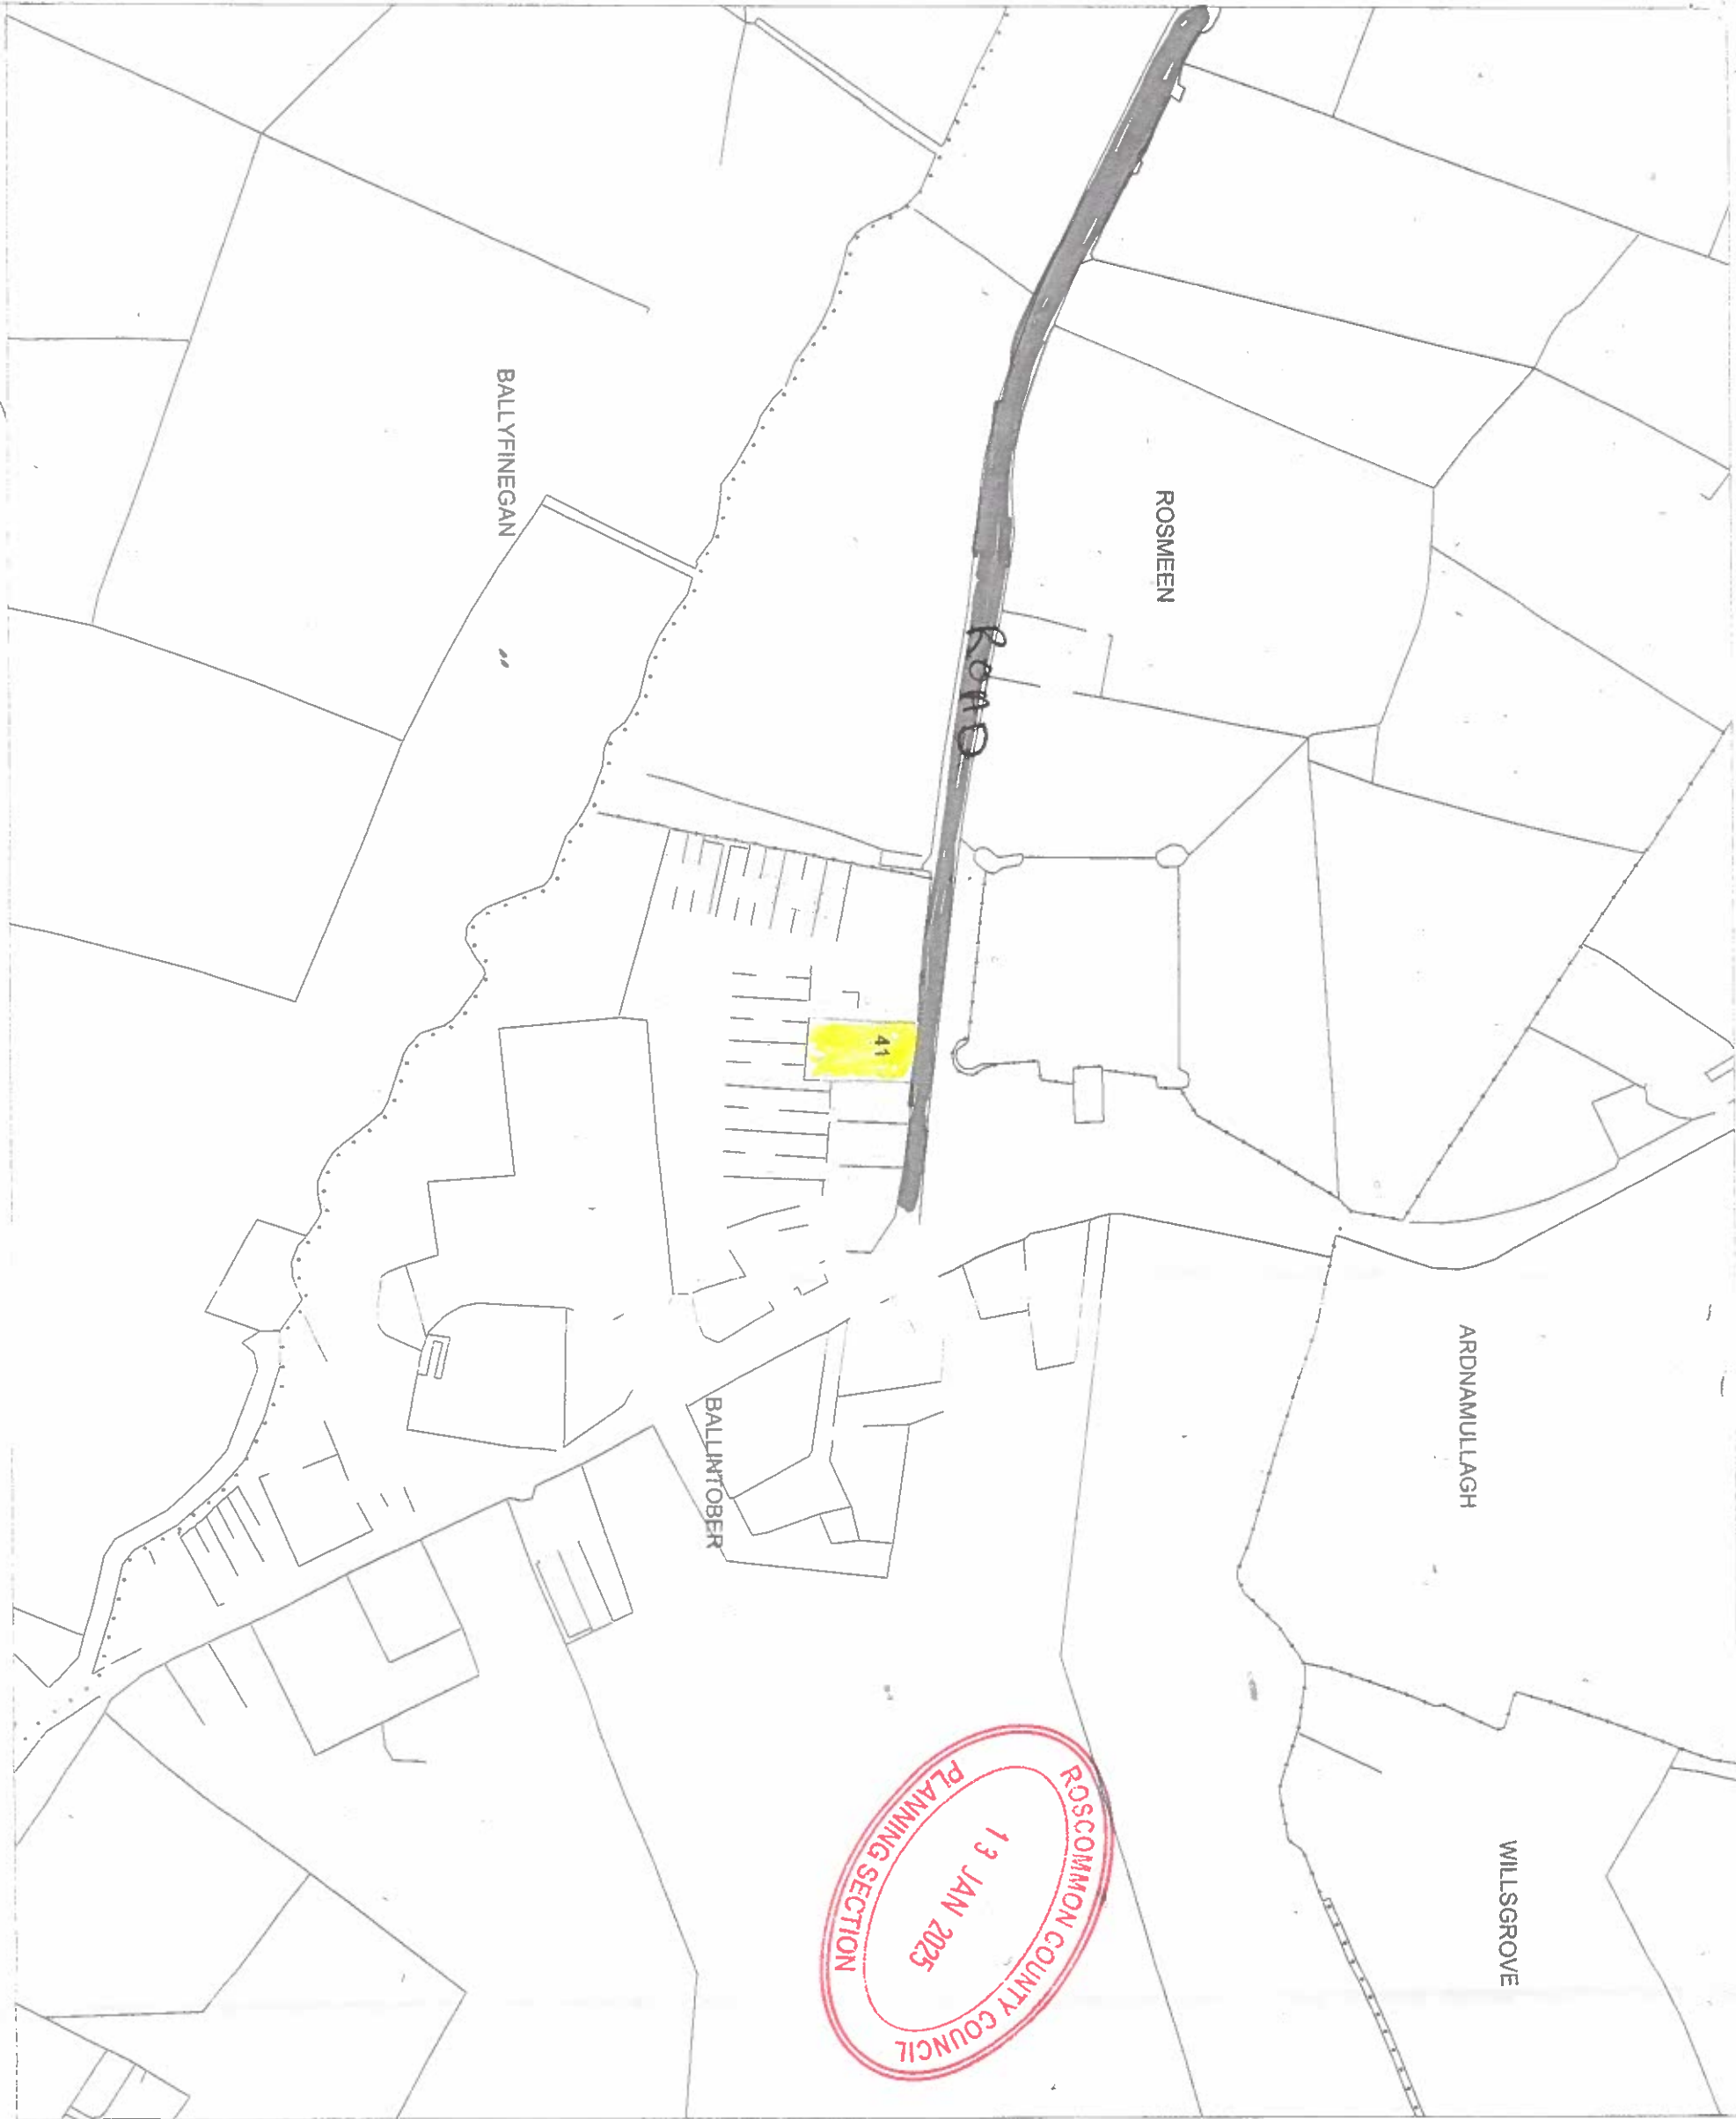 WILLSGROVE
ARDNAMULLAGH
ROSMEEN
ROAD
41
BALLINTOBER
BALLYFINEGAN
ROSCOMMON COUNTY COUNCIL
13 JAN 2025
PLANNING SECTION